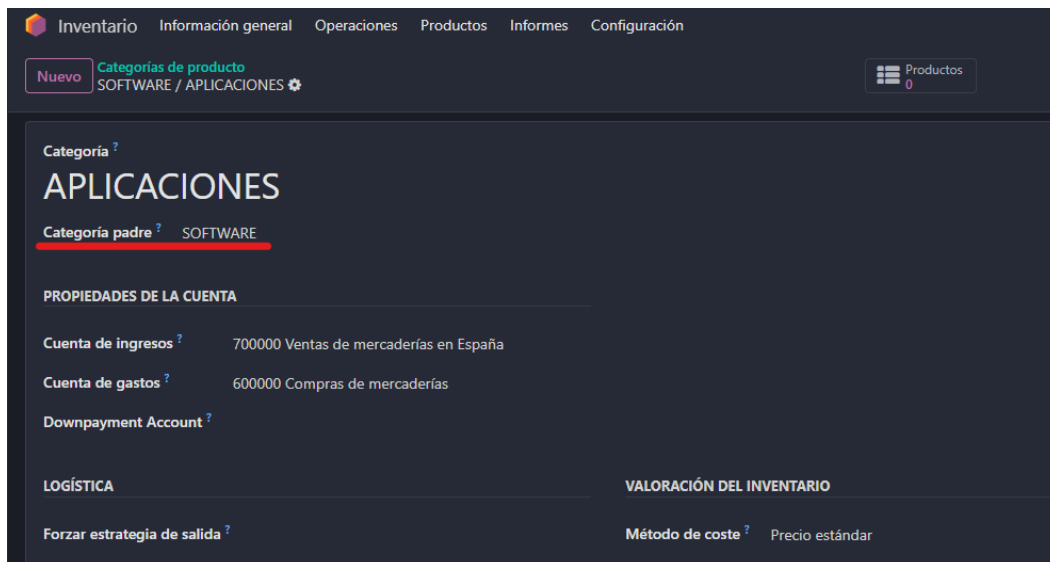 Inventario Información general Operaciones Productos Informes Configuración
Nuevo
Categorías de producto
SOFTWARE / APLICACIONES
Productos
0
Categoría ?
APLICACIONES
Categoría padre ? SOFTWARE
PROPIEDADES DE LA CUENTA
Cuenta de ingresos ? 700000 Ventas de mercaderías en España
Cuenta de gastos ? 600000 Compras de mercaderías
Downpayment Account ?
LOGÍSTICA
Forzar estrategia de salida ?
VALORACIÓN DEL INVENTARIO
Método de coste ? Precio estándar